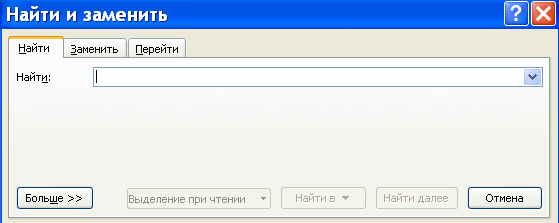 Найти и заменить
Найти Заменить Перейти
Найти:
Больше >> Выделение при чтении Найти в Найти далее Отмена